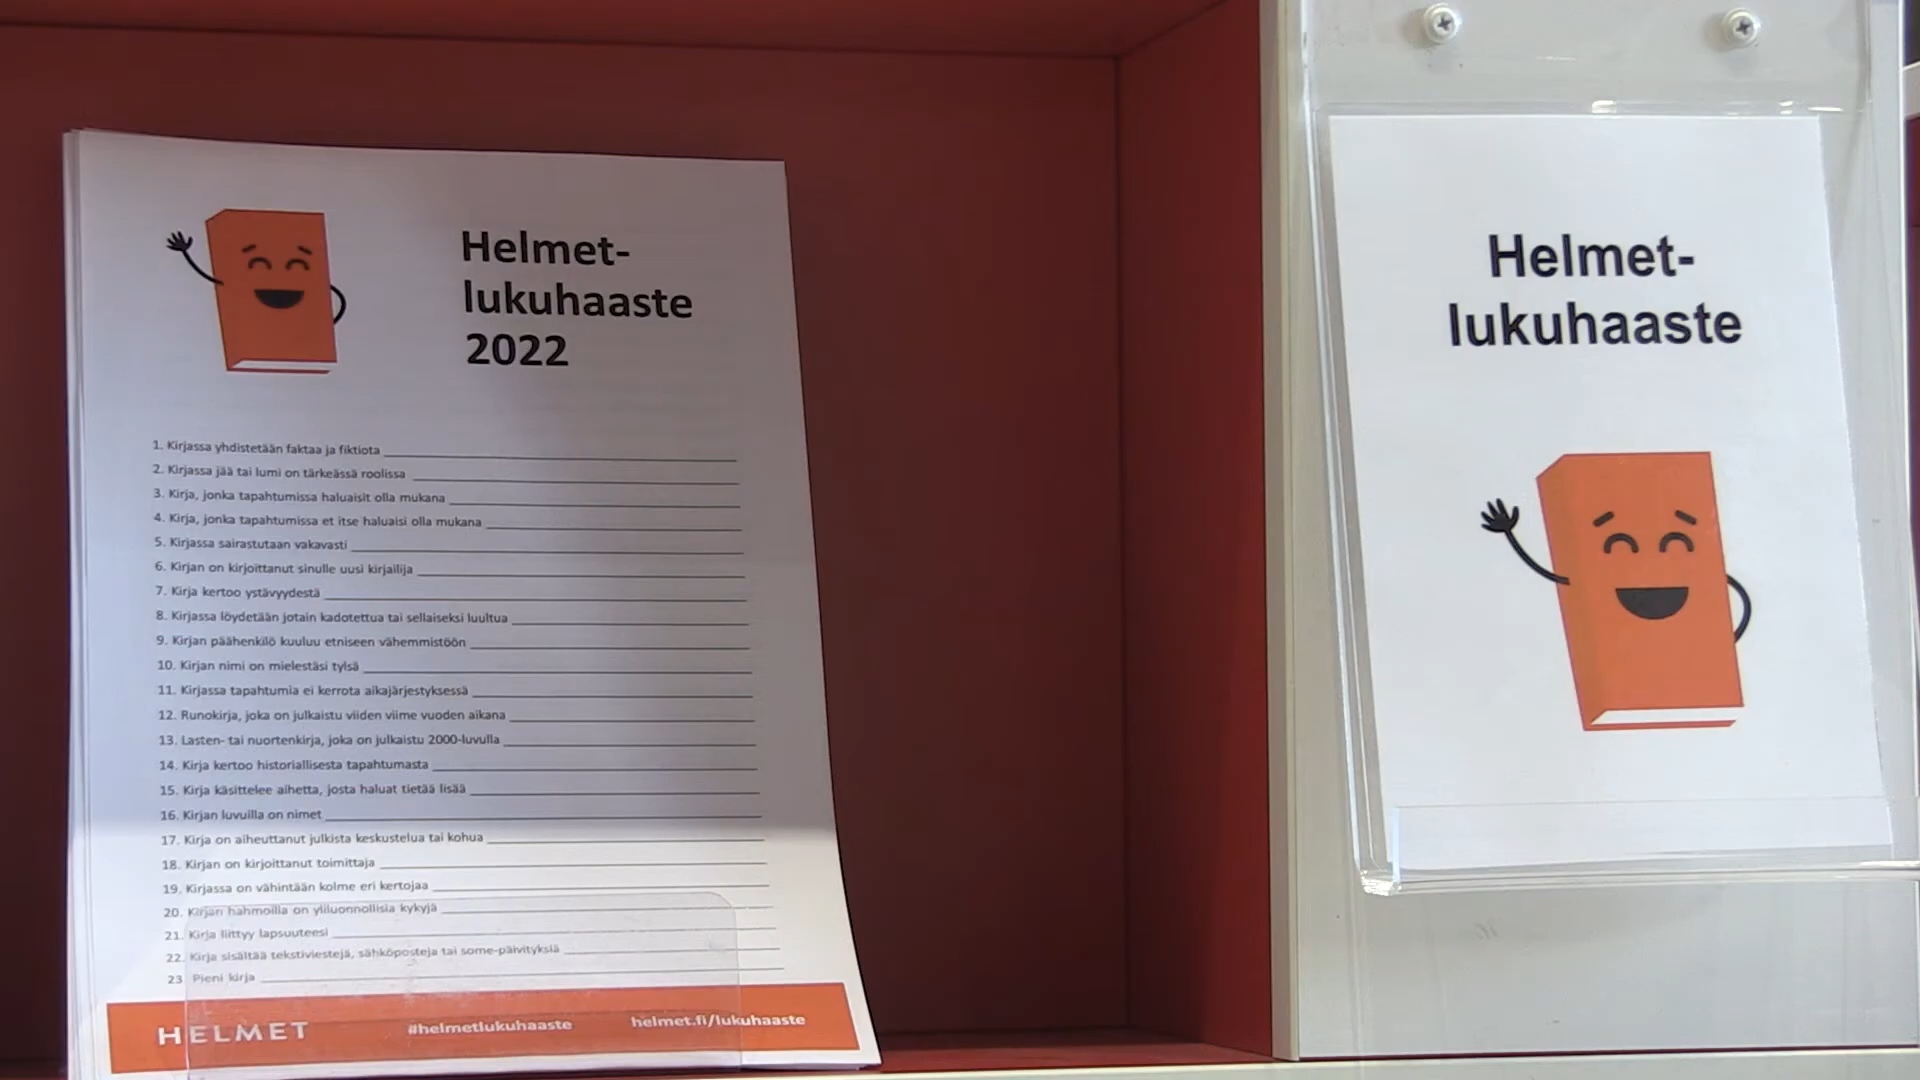 Helmet-
lukuhaaste
2022
1. Kirjassa yhdistetään faktaa ja fiktiota
2. Kirjassa jää tai lumi on tärkeässä roolissa
3. Kirja, jonka tapahtumissa haluaisit olla mukana
4. Kirja, jonka tapahtumissa et itse haluaisi olla mukana
5. Kirjassa sairastutaan vakavasti
6. Kirjan on kirjoittanut sinulle uusi kirjailija
7. Kirja kertoo ystävyydestä
8. Kirjassa löydetään jotain kadotettua tai sellaiseksi luultua
9. Kirjan päähenkilö kuuluu etniseen vähemmistöön
10. Kirjan nimi on mielestäsi tylsä
11. Kirjassa tapahtumia ei kerrota aikajärjestyksessä
12. Runokirja, joka on julkaistu viiden viime vuoden aikana
13. Lasten- tai nuortenkirja, joka on julkaistu 2000-luvulla
14. Kirja kertoo historiallisesta tapahtumasta
15. Kirja käsittelee aihetta, josta haluat tietää lisää
16. Kirjan luvuilla on nimet
17. Kirja on aiheuttanut julkista keskustelua tai kohua
18. Kirjan on kirjoittanut toimittaja
19. Kirjassa on vähintään kolme eri kertojaa
20. Kirjan hahmoilla on yliluonnollisia kykyjä
21. Kirja liittyy lapsuuteesi
22. Kirja sisältää tekstiviestejä, sähköposteja tai some-päivityksiä
23 Pieni kirja
HELMET #helmetlukuhaaste helmet.fi/lukuhaaste
Helmet-
lukuhaaste